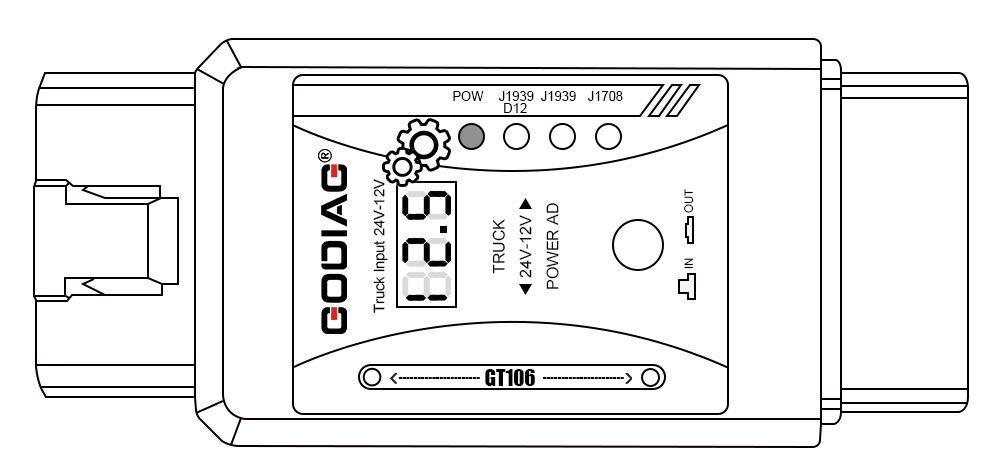 POW J1939 J1939 J1708
D12
GODIAG®
Truck Input 24V-12V
12.5
TRUCK
◀24V-12V▶
POWER AD
IN OUT
GT106